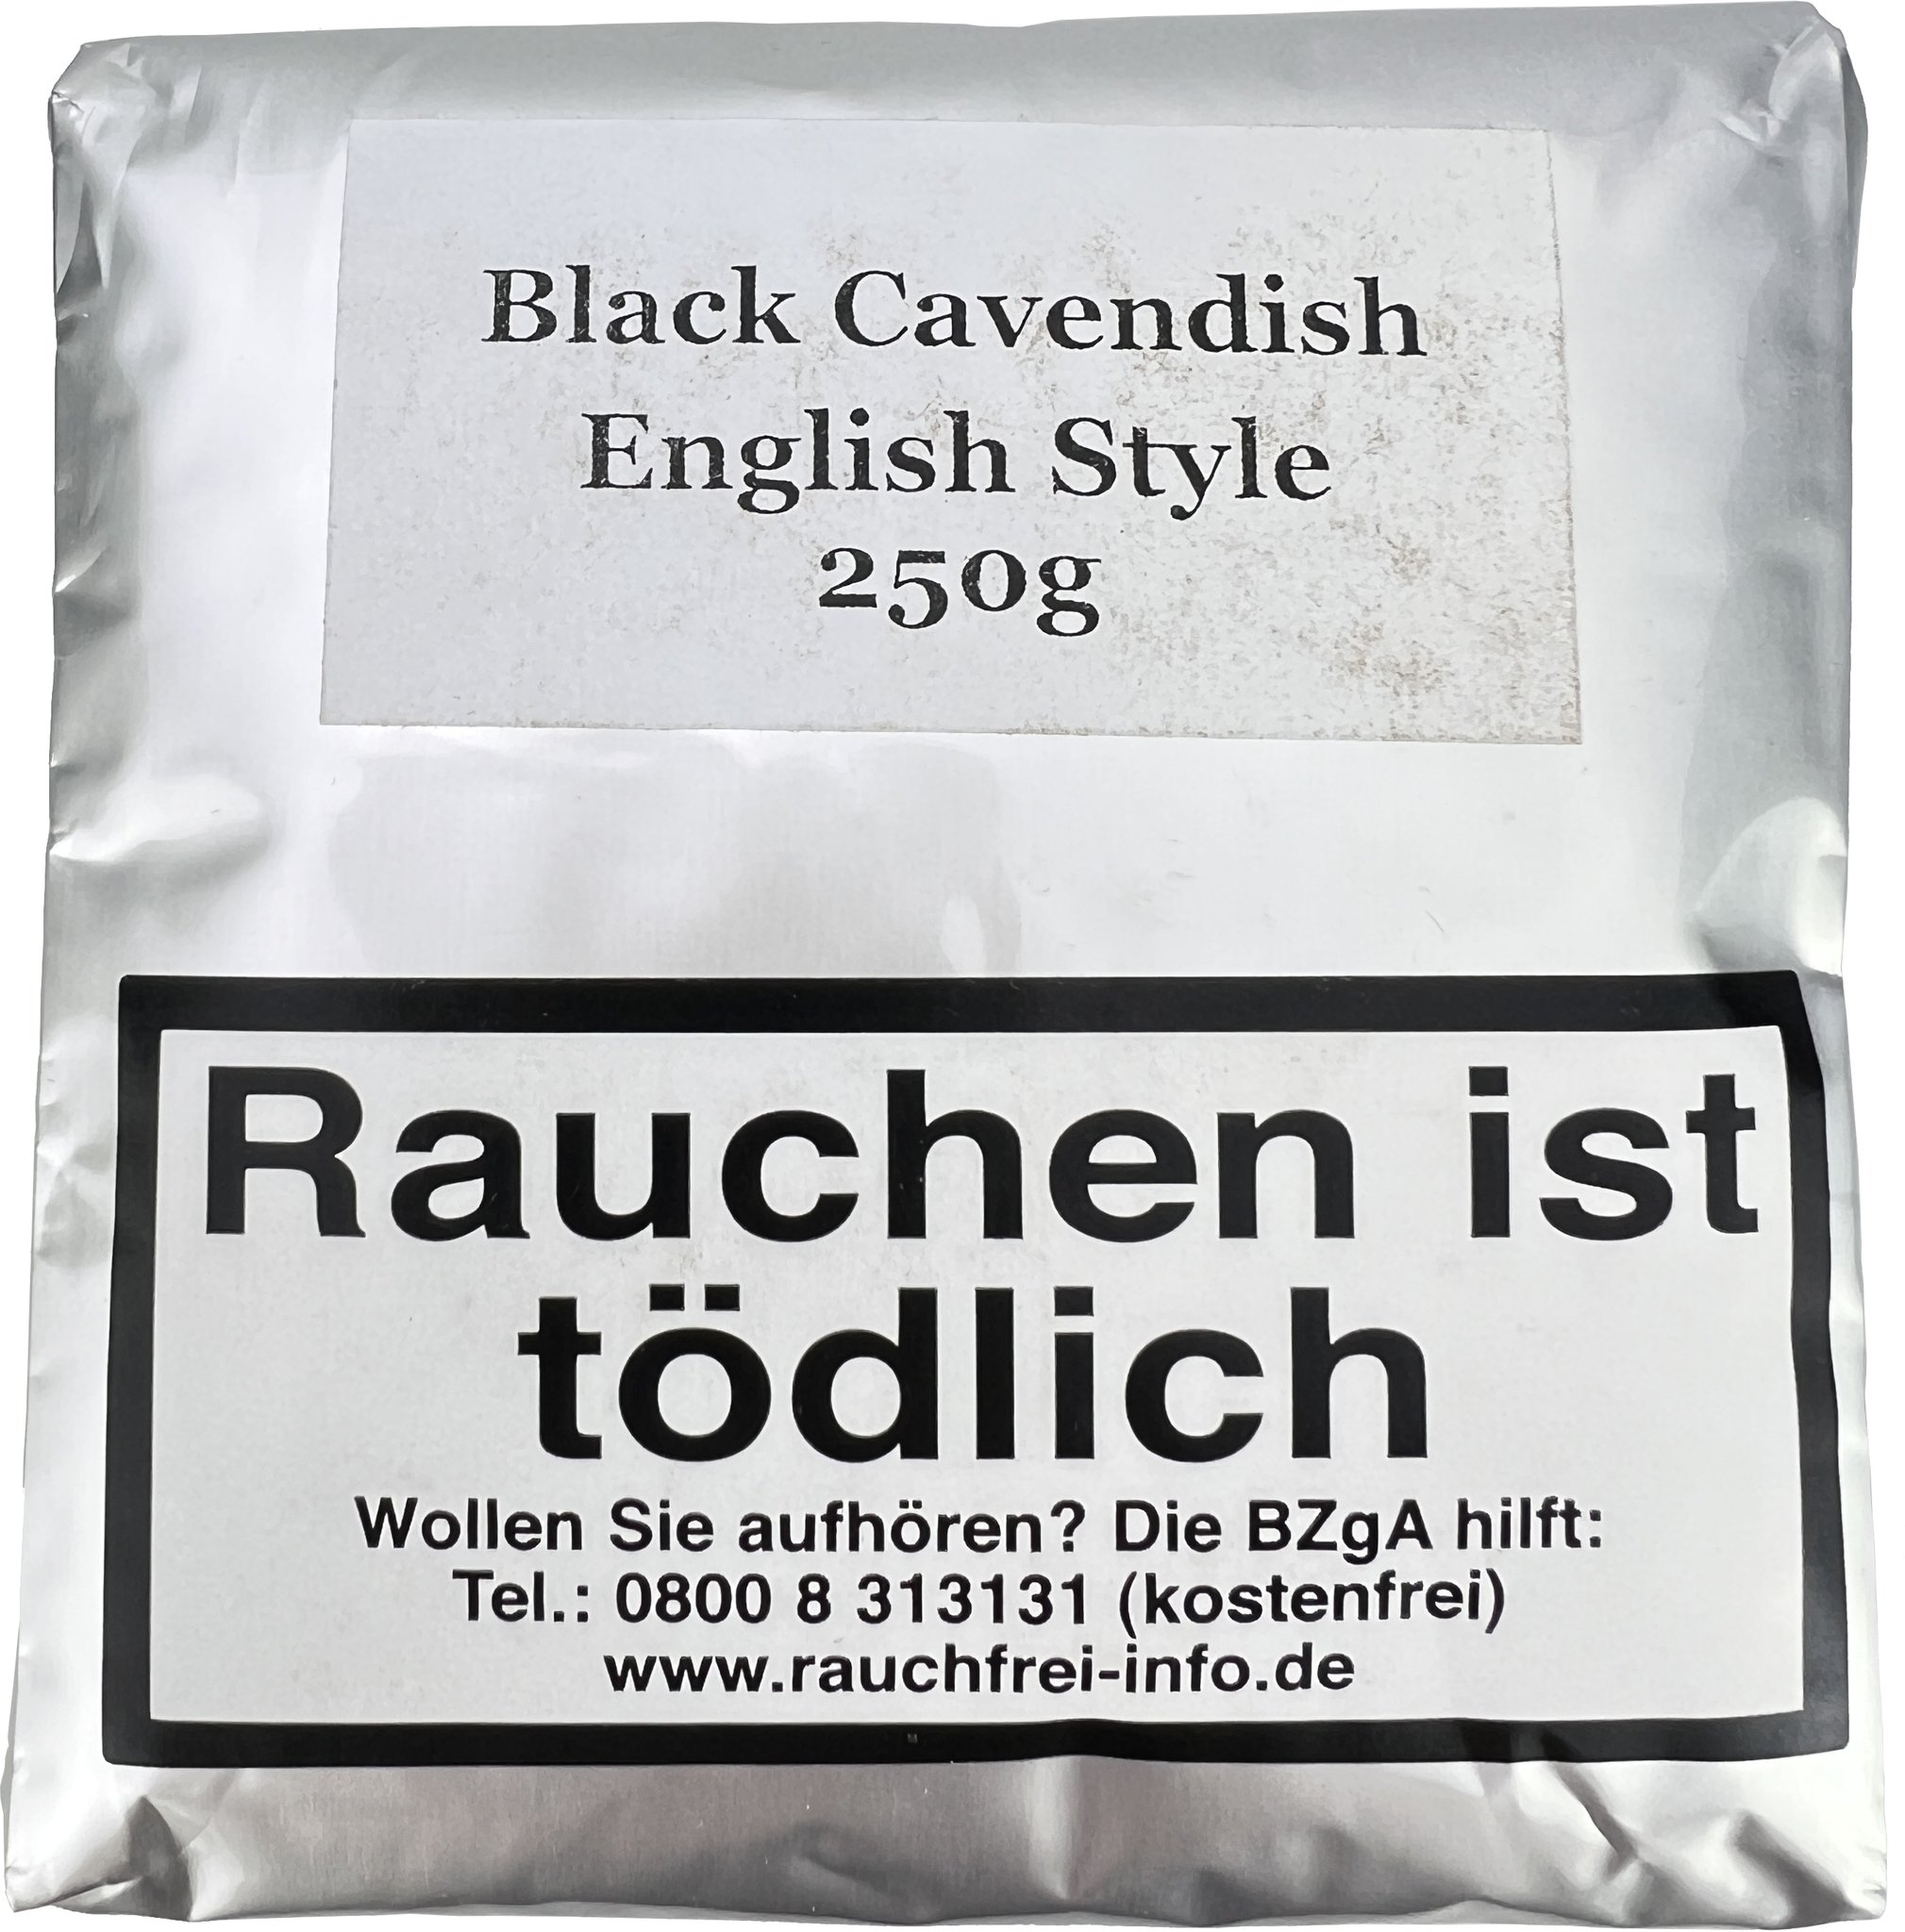 Black Cavendish
English Style
250g
Rauchen ist
tödlich
Wollen Sie aufhören? Die BZgA hilft:
Tel.: 0800 8 313131 (kostenfrei)
www.rauchfrei-info.de